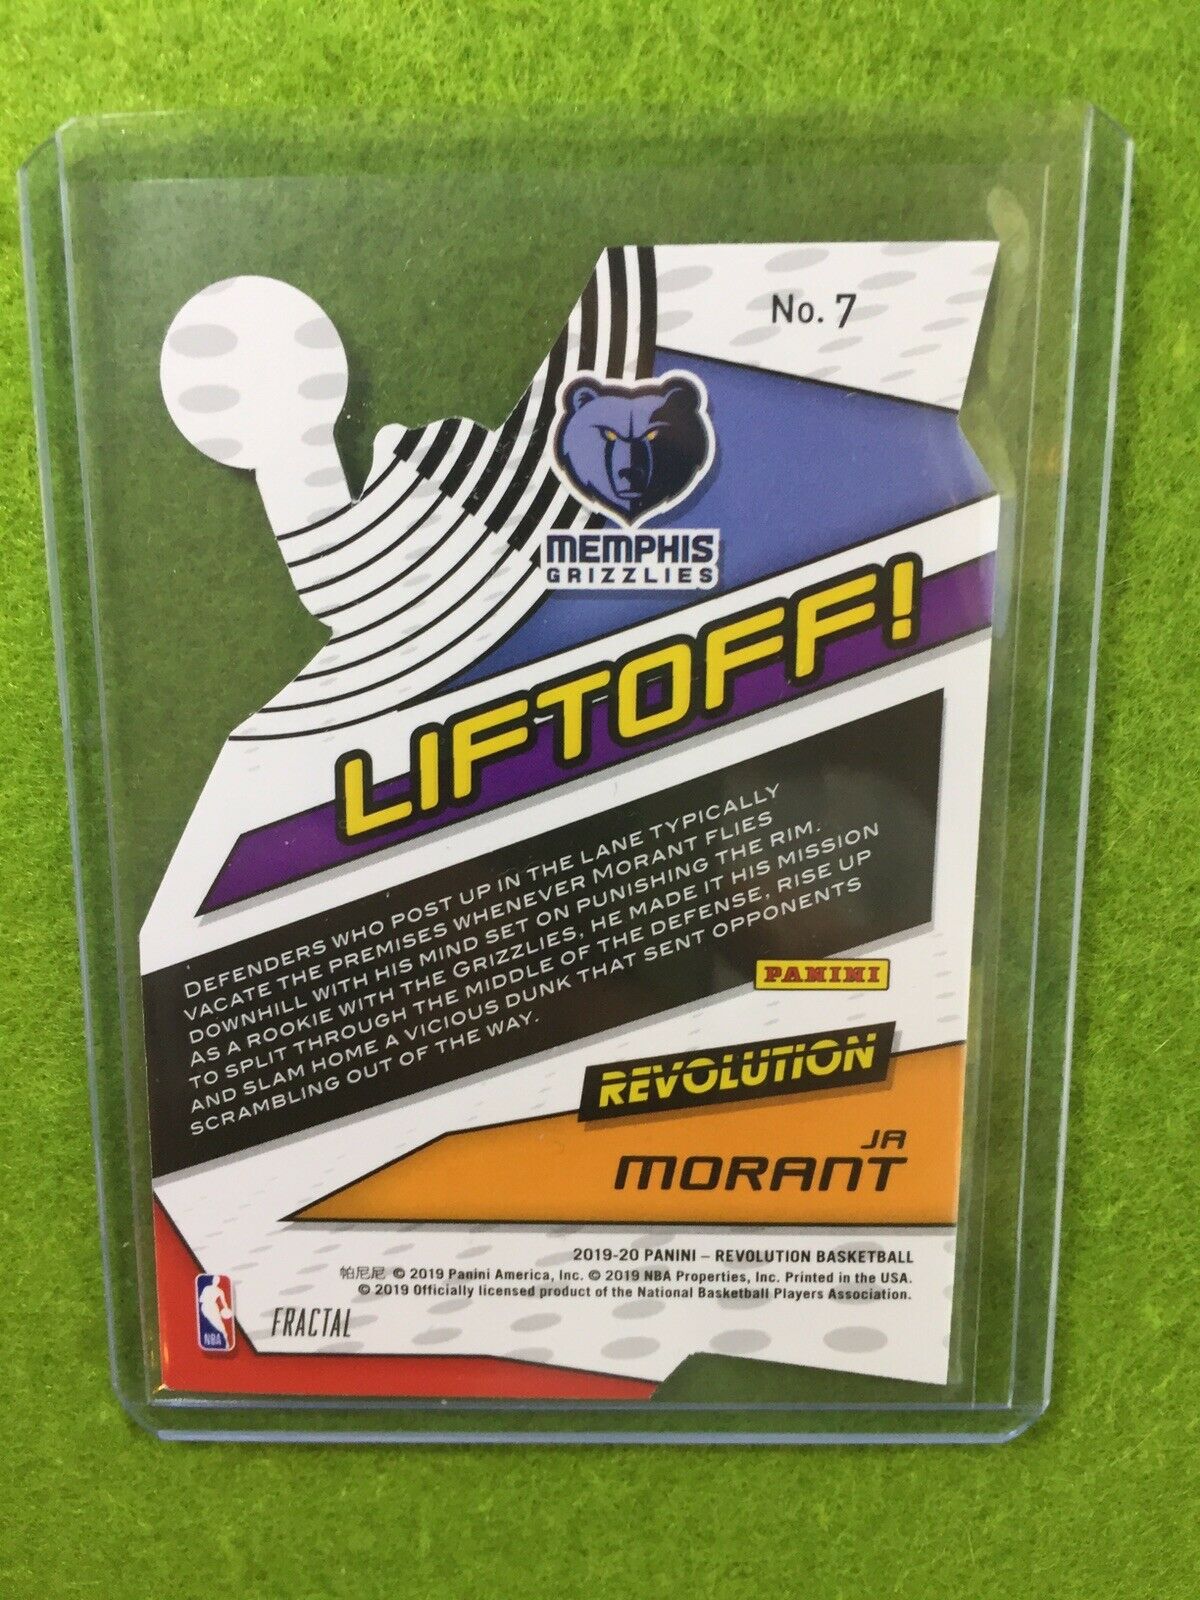 No. 7
MEMPHIS
GRIZZLIES
LIFTOFF!
DEFENDERS WHO POST UP IN THE LANE TYPICALLY
VACATE THE PREMISES WHENEVER MORANT FLIES
DOWNHILL WITH HIS MIND SET ON PUNISHING THE RIM.
AS A ROOKIE WITH THE GRIZZLIES, HE MADE IT HIS MISSION
TO SPLIT THROUGH THE MIDDLE OF THE DEFENSE, RISE UP
AND SLAM HOME A VICIOUS DUNK THAT SENT OPPONENTS
SCRAMBLING OUT OF THE WAY.
PANINI
REVOLUTION
JA
MORANT
2019-20 PANINI – REVOLUTION BASKETBALL
帕尼尼 © 2019 Panini America, Inc. © 2019 NBA Properties, Inc. Printed in the USA.
© 2019 Officially licensed product of the National Basketball Players Association.
NBA
FRACTAL